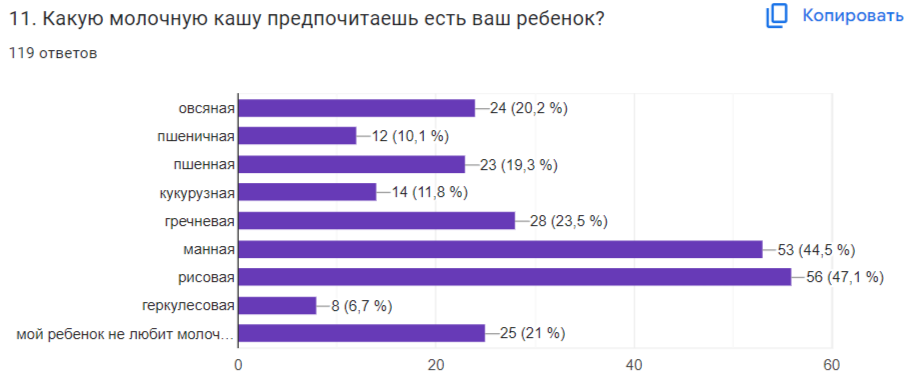 11. Какую молочную кашу предпочитаешь есть ваш ребенок?
Копировать
119 ответов
овсяная 24 (20,2 %)
пшеничная 12 (10,1 %)
пшенная 23 (19,3 %)
кукурузная 14 (11,8 %)
гречневая 28 (23,5 %)
манная 53 (44,5 %)
рисовая 56 (47,1 %)
геркулесовая 8 (6,7 %)
мой ребенок не любит молоч… 25 (21 %)
0 20 40 60